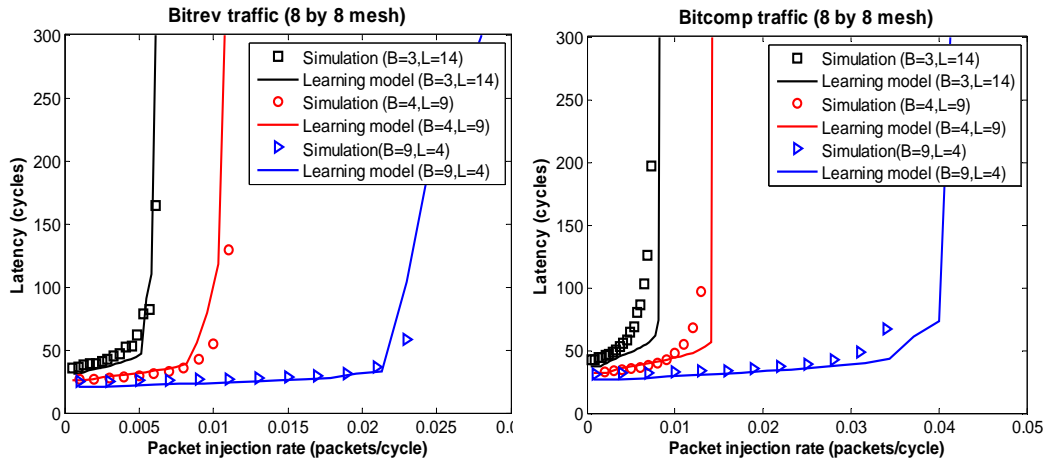 Bitrev traffic (8 by 8 mesh)
300
250
200
150
100
50
0
Latency (cycles)
Simulation (B=3,L=14)
Learning model (B=3,L=14)
Simulation (B=4,L=9)
Learning model (B=4,L=9)
Simulation(B=9,L=4)
Learning model (B=9,L=4)
0 0.005 0.01 0.015 0.02 0.025
Packet injection rate (packets/cycle)
Bitcomp traffic (8 by 8 mesh)
300
250
200
150
100
50
0
Latency (cycles)
Simulation (B=3,L=14)
Learning model (B=3,L=14)
Simulation (B=4,L=9)
Learning model (B=4,L=9)
Simulation(B=9,L=4)
Learning model (B=9,L=4)
0 0.01 0.02 0.03 0.04 0.05
Packet injection rate (packets/cycle)